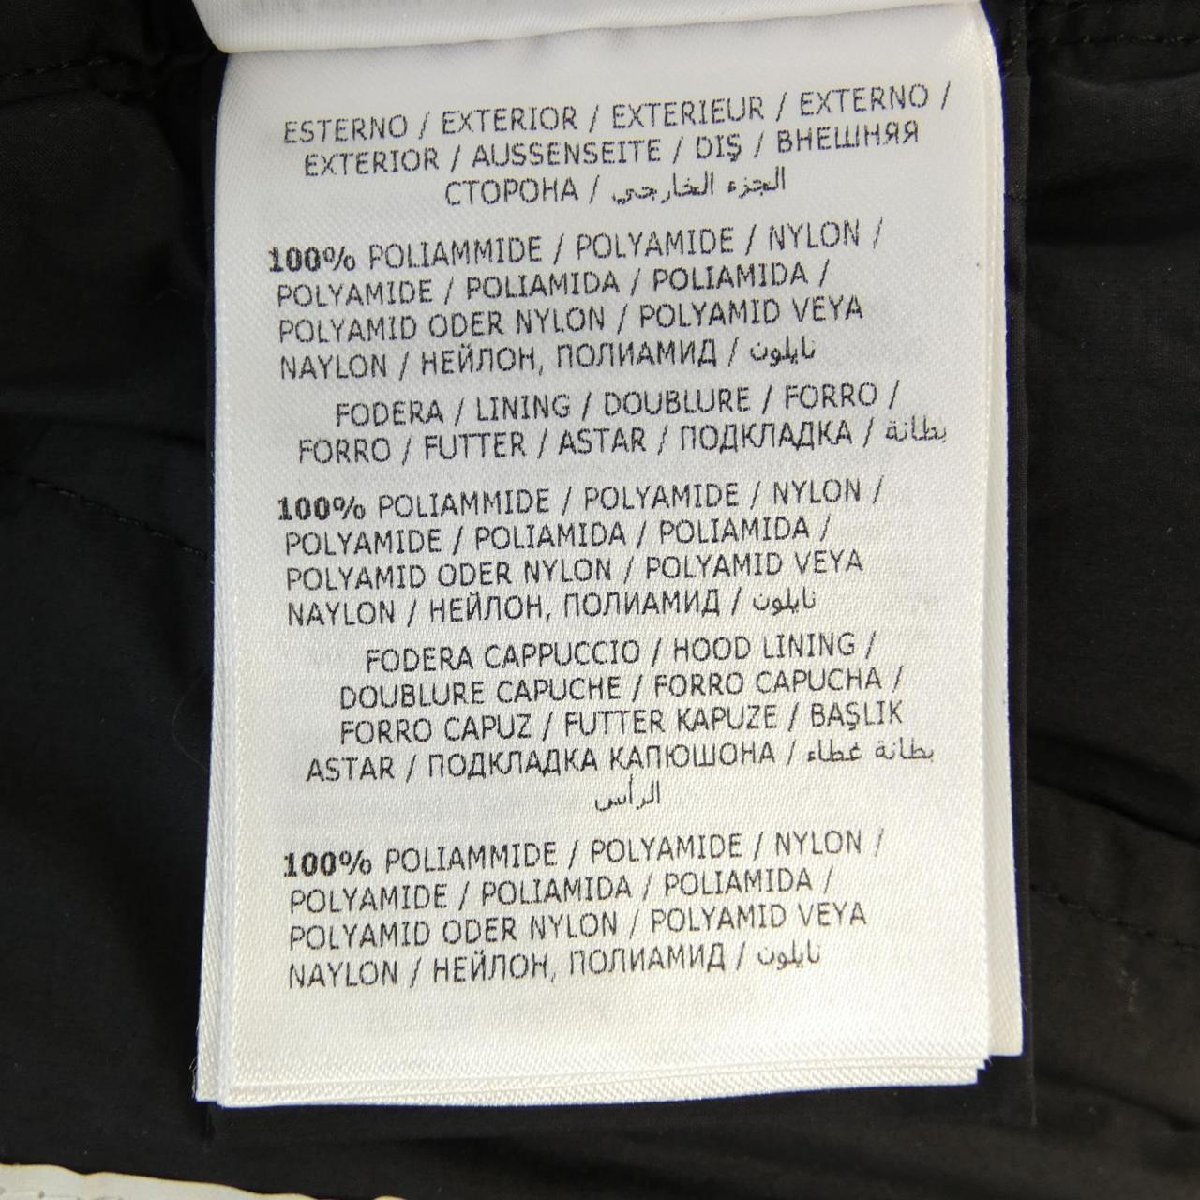 ESTERNO / EXTERIOR / EXTERIEUR / EXTERNO /
EXTERIOR / AUSSENSEITE / DIŞ / ВНЕШНЯЯ
СТОРОНА / الجزء الخارجي
100% POLIAMMIDE / POLYAMIDE / NYLON /
POLYAMIDE / POLIAMIDA / POLIAMIDA /
POLYAMID ODER NYLON / POLYAMID VEYA
NAYLON / НЕЙЛОН, ПОЛИАМИД / نايلون
FODERA / LINING / DOUBLURE / FORRO /
FORRO / FUTTER / ASTAR / ПОДКЛАДКА / بطانة
100% POLIAMMIDE / POLYAMIDE / NYLON /
POLYAMIDE / POLIAMIDA / POLIAMIDA /
POLYAMID ODER NYLON / POLYAMID VEYA
NAYLON / НЕЙЛОН, ПОЛИАМИД / نايلون
FODERA CAPPUCCIO / HOOD LINING /
DOUBLURE CAPUCHE / FORRO CAPUCHA /
FORRO CAPUZ / FUTTER KAPUZE / BAŞLIK
ASTAR / ПОДКЛАДКА КАПЮШОНА / بطانة غطاء
الرأس
100% POLIAMMIDE / POLYAMIDE / NYLON /
POLYAMIDE / POLIAMIDA / POLIAMIDA /
POLYAMID ODER NYLON / POLYAMID VEYA
NAYLON / НЕЙЛОН, ПОЛИАМИД / نايلون